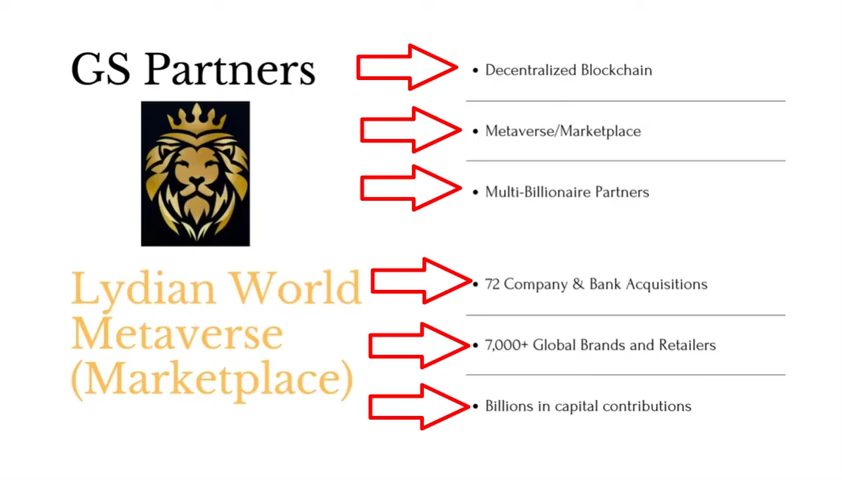 GS Partners
• Decentralized Blockchain
• Metaverse/Marketplace
• Multi-Billionaire Partners
Lydian World
Metaverse
(Marketplace)
• 72 Company & Bank Acquisitions
• 7,000+ Global Brands and Retailers
• Billions in capital contributions